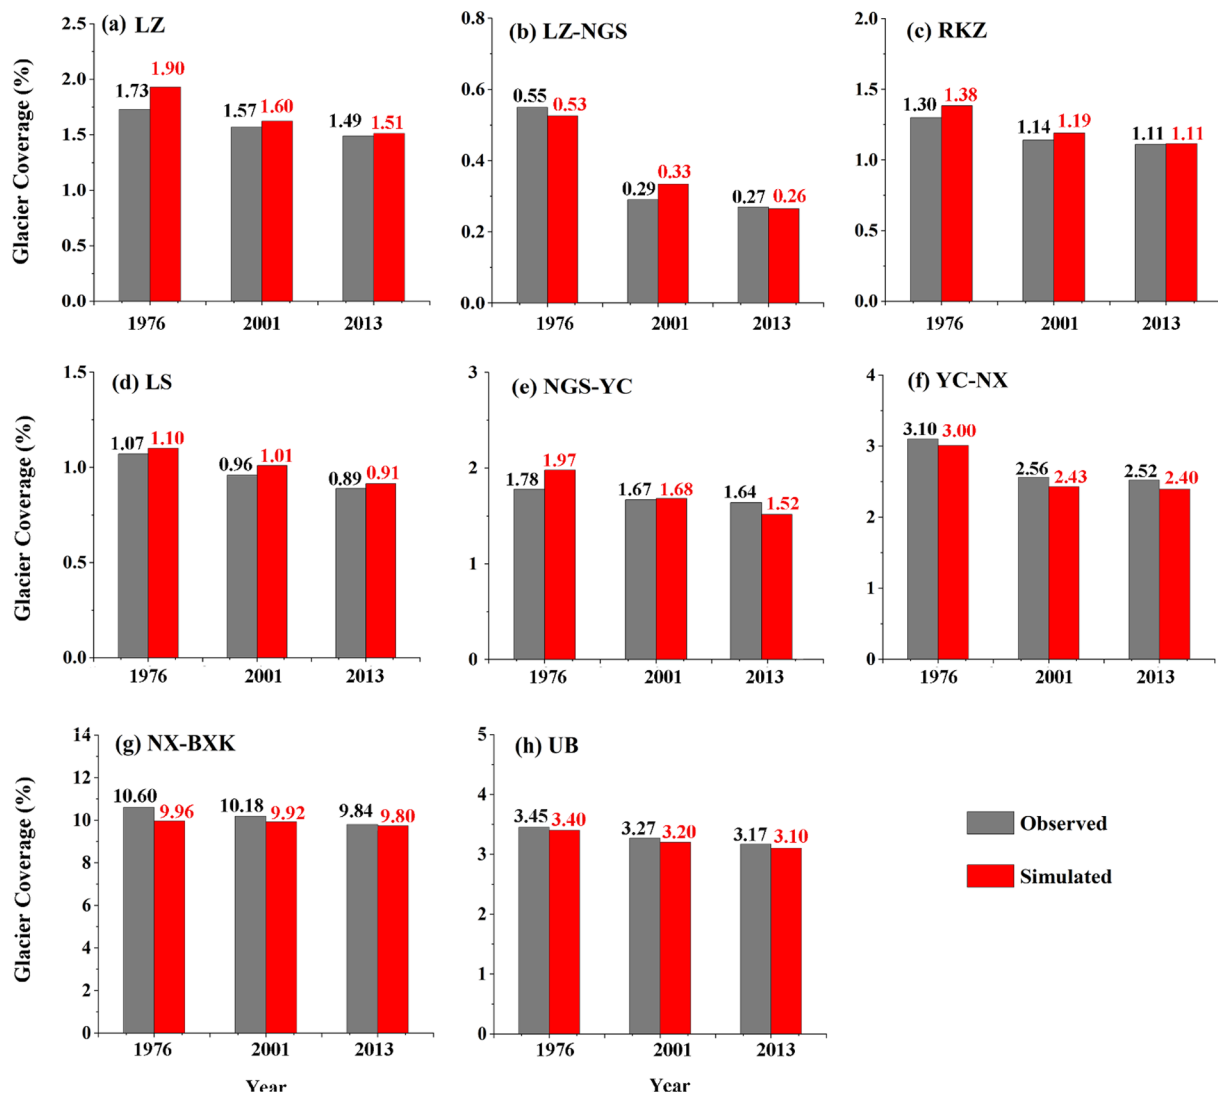 (a) LZ
Glacier Coverage (%)
2.5
2.0
1.5
1.0
0.5
0.0
1.73 1.90
1.57 1.60
1.49 1.51
1976 2001 2013
(b) LZ-NGS
0.8
0.6
0.4
0.2
0.0
0.55 0.53
0.29 0.33
0.27 0.26
1976 2001 2013
(c) RKZ
2.0
1.5
1.0
0.5
0.0
1.30 1.38
1.14 1.19
1.11 1.11
1976 2001 2013
(d) LS
Glacier Coverage (%)
1.5
1.0
0.5
0.0
1.07 1.10
0.96 1.01
0.89 0.91
1976 2001 2013
(e) NGS-YC
3
2
1
0
1.78 1.97
1.67 1.68
1.64 1.52
1976 2001 2013
(f) YC-NX
4
3
2
1
0
3.10 3.00
2.56 2.43
2.52 2.40
1976 2001 2013
(g) NX-BXK
Glacier Coverage (%)
14
12
10
8
6
4
2
0
10.60 9.96
10.18 9.92
9.84 9.80
1976 2001 2013
Year
(h) UB
5
4
3
2
1
0
3.45 3.40
3.27 3.20
3.17 3.10
1976 2001 2013
Year
Observed
Simulated